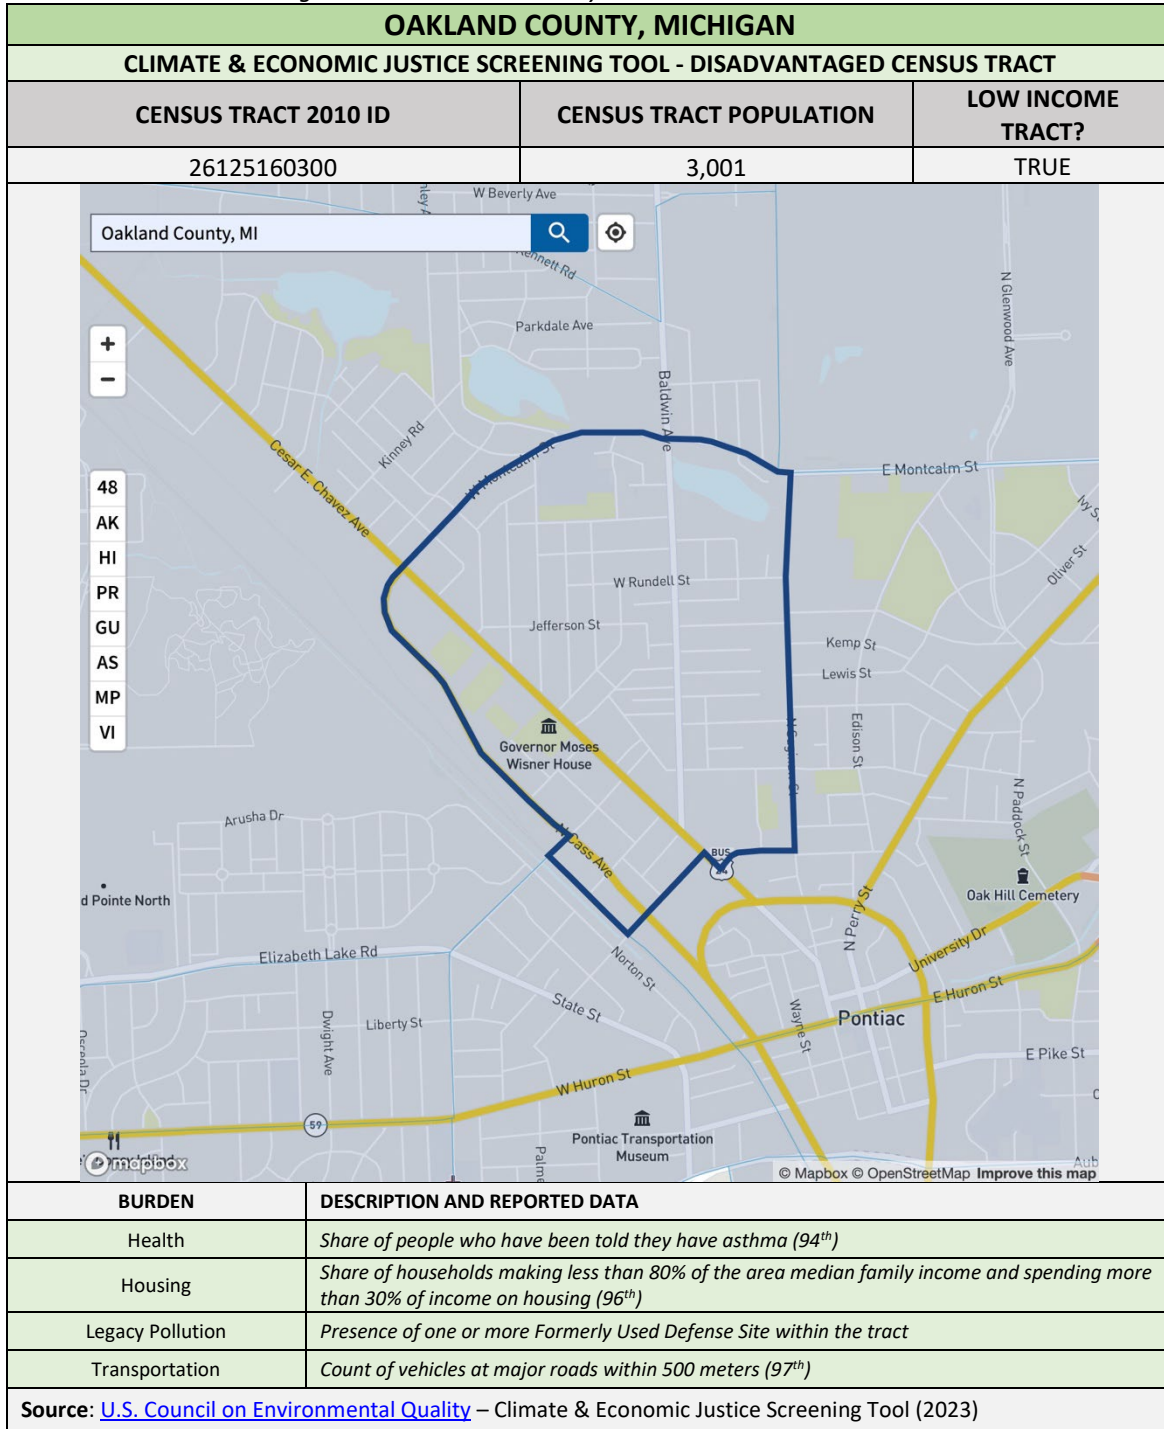 OAKLAND COUNTY, MICHIGAN
CLIMATE & ECONOMIC JUSTICE SCREENING TOOL - DISADVANTAGED CENSUS TRACT
CENSUS TRACT 2010 ID
CENSUS TRACT POPULATION
LOW INCOME
TRACT?
26125160300
3,001
TRUE
W Beverly Ave
Oakland County, MI
Kennett Rd
N Glenwood Ave
Parkdale Ave
+
−
Baldwin Ave
Kinney Rd
Cesar E. Chavez Ave
W Montcalm St
E Montcalm St
48
AK
HI
PR
GU
AS
MP
VI
Oliver St
W Rundell St
Jefferson St
Kemp St
Lewis St
Edison St
Governor Moses
Wisner House
N Saginaw St
N Paddock St
Arusha Dr
N Cass Ave
BUS
24
d Pointe North
Oak Hill Cemetery
N Perry St
University Dr
Elizabeth Lake Rd
Norton St
E Huron St
State St
Wayne St
Pontiac
Dwight Ave
Liberty St
Osceola Dr
E Pike St
W Huron St
59
Pontiac Transportation
Museum
Palme
Aub
mapbox
© Mapbox © OpenStreetMap Improve this map
BURDEN
DESCRIPTION AND REPORTED DATA
Health
Share of people who have been told they have asthma (94th)
Housing
Share of households making less than 80% of the area median family income and spending more
than 30% of income on housing (96th)
Legacy Pollution
Presence of one or more Formerly Used Defense Site within the tract
Transportation
Count of vehicles at major roads within 500 meters (97th)
Source: U.S. Council on Environmental Quality – Climate & Economic Justice Screening Tool (2023)